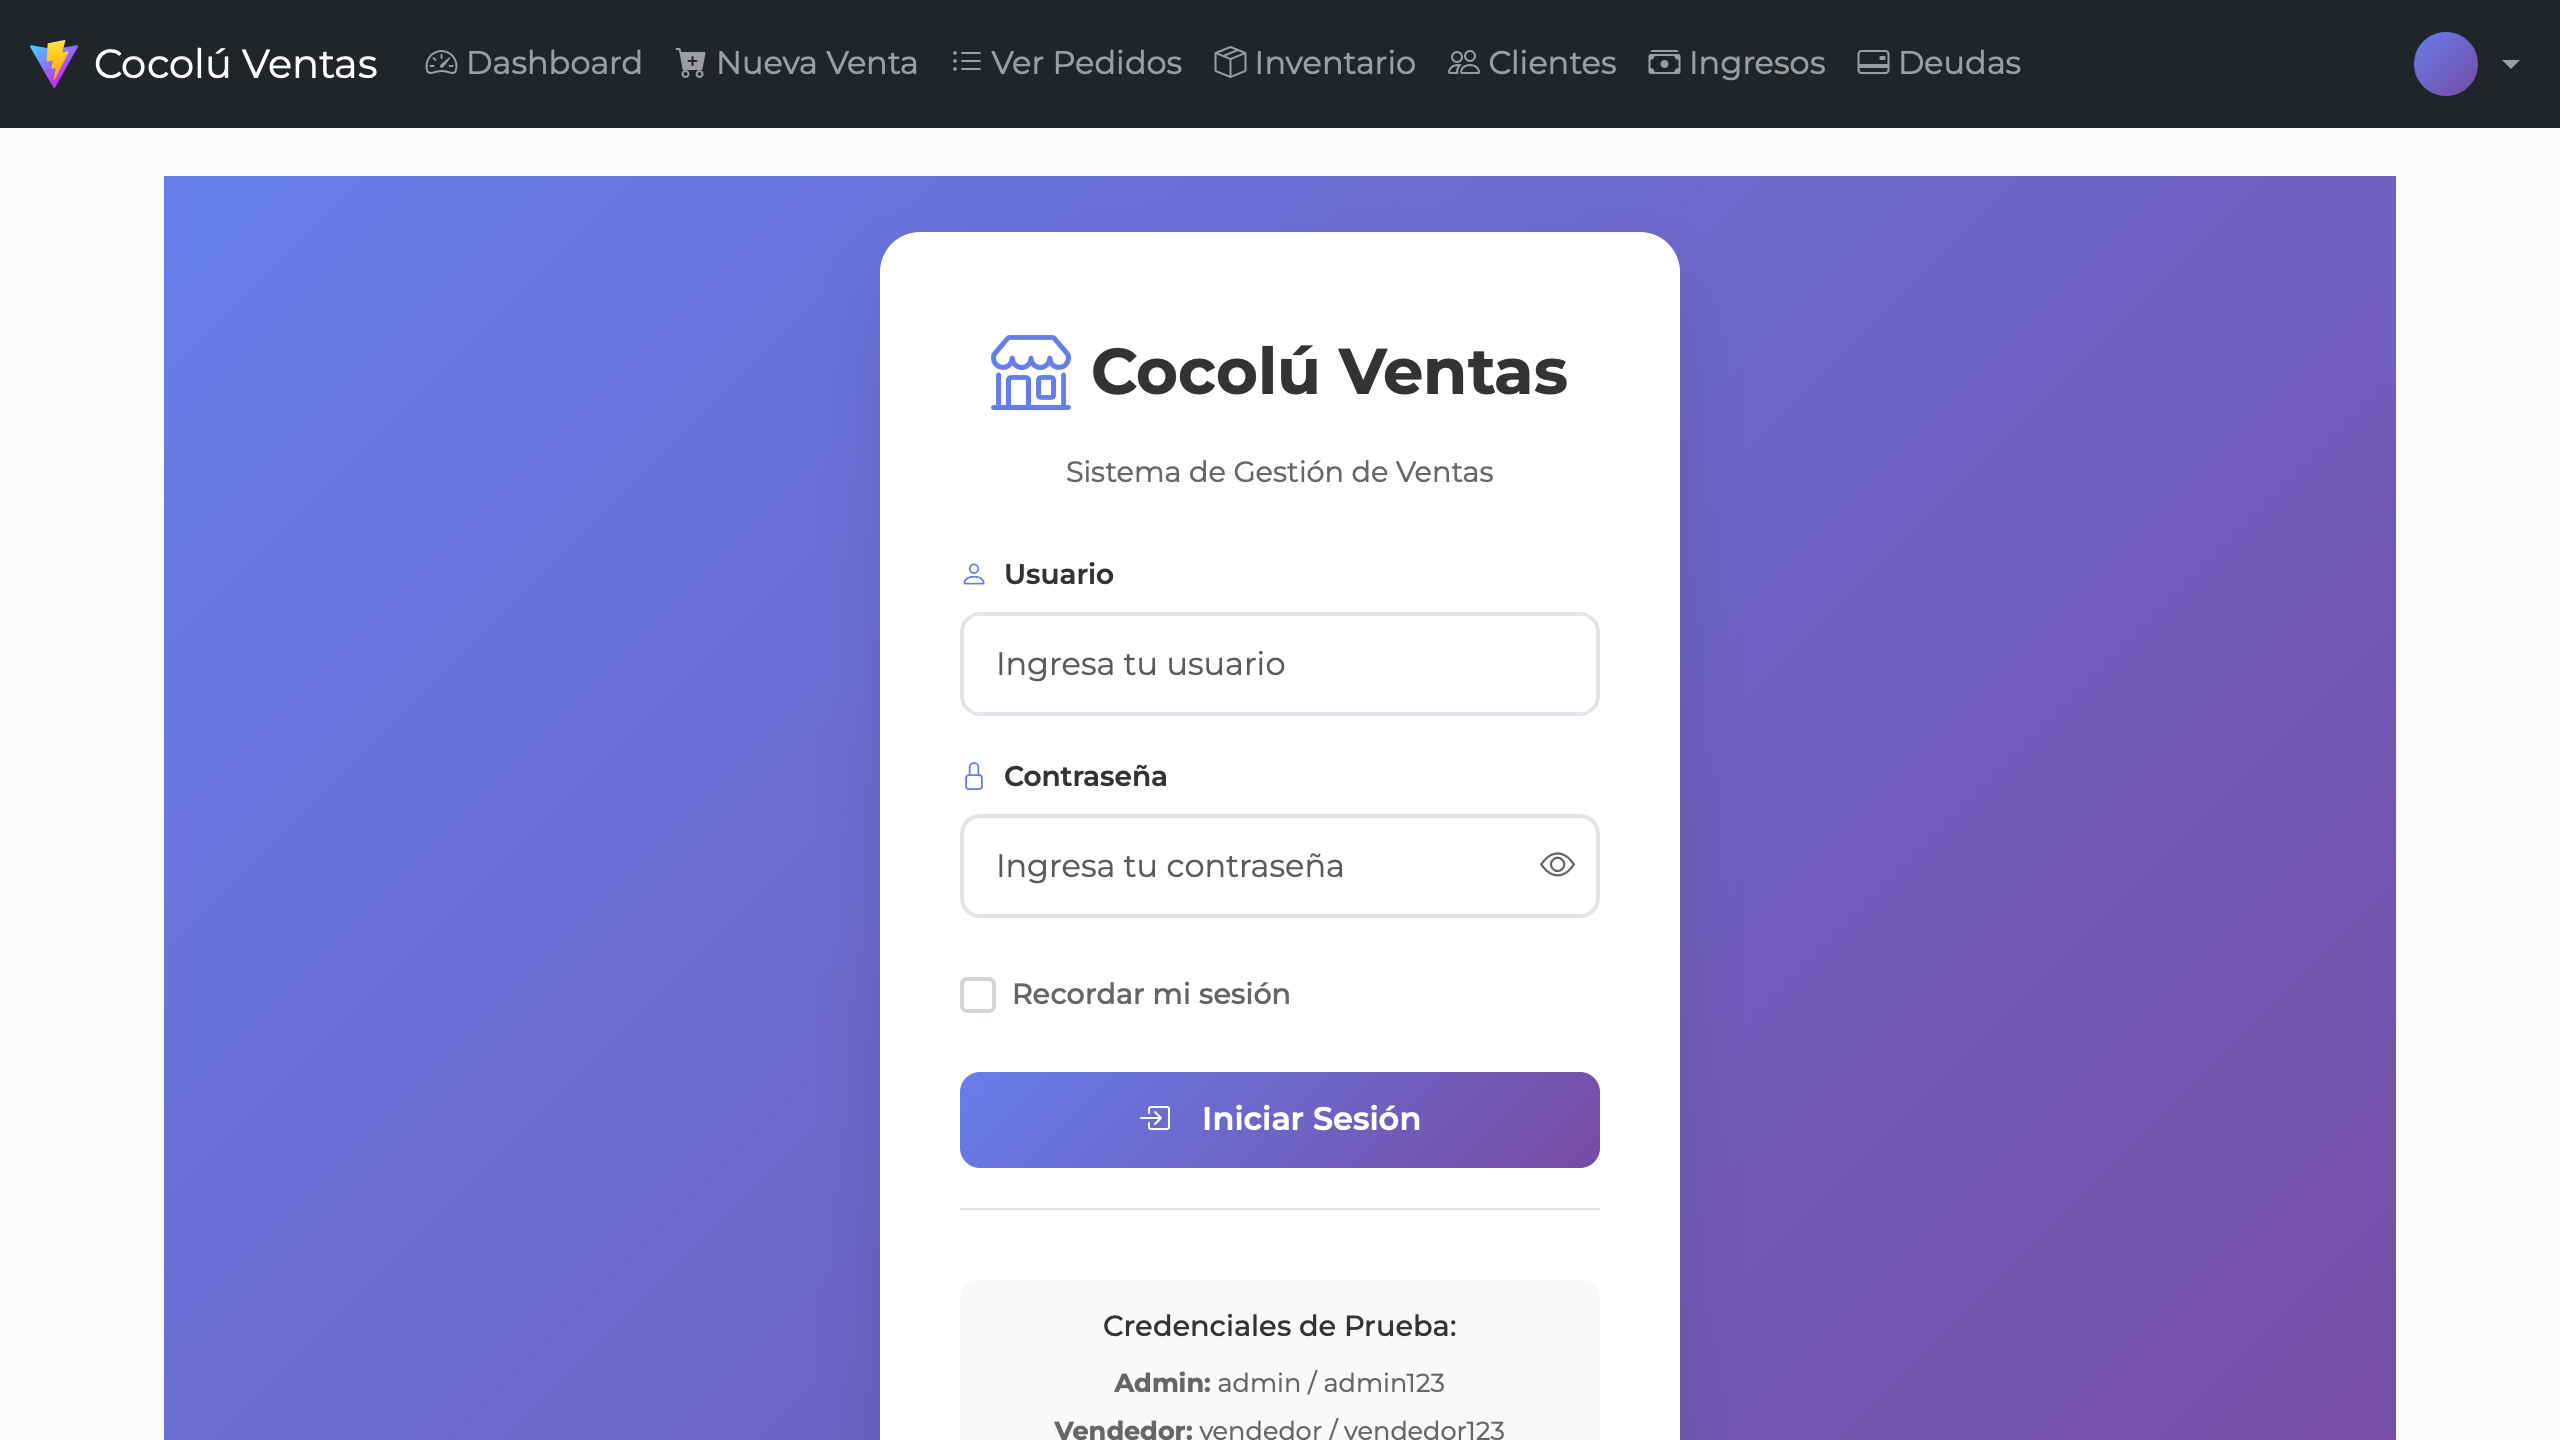 Cocolú Ventas Dashboard Nueva Venta Ver Pedidos Inventario Clientes Ingresos Deudas
Cocolú Ventas
Sistema de Gestión de Ventas
Usuario
Ingresa tu usuario
Contraseña
Ingresa tu contraseña
Recordar mi sesión
Iniciar Sesión
Credenciales de Prueba:
Admin: admin / admin123
Vendedor: vendedor / vendedor123